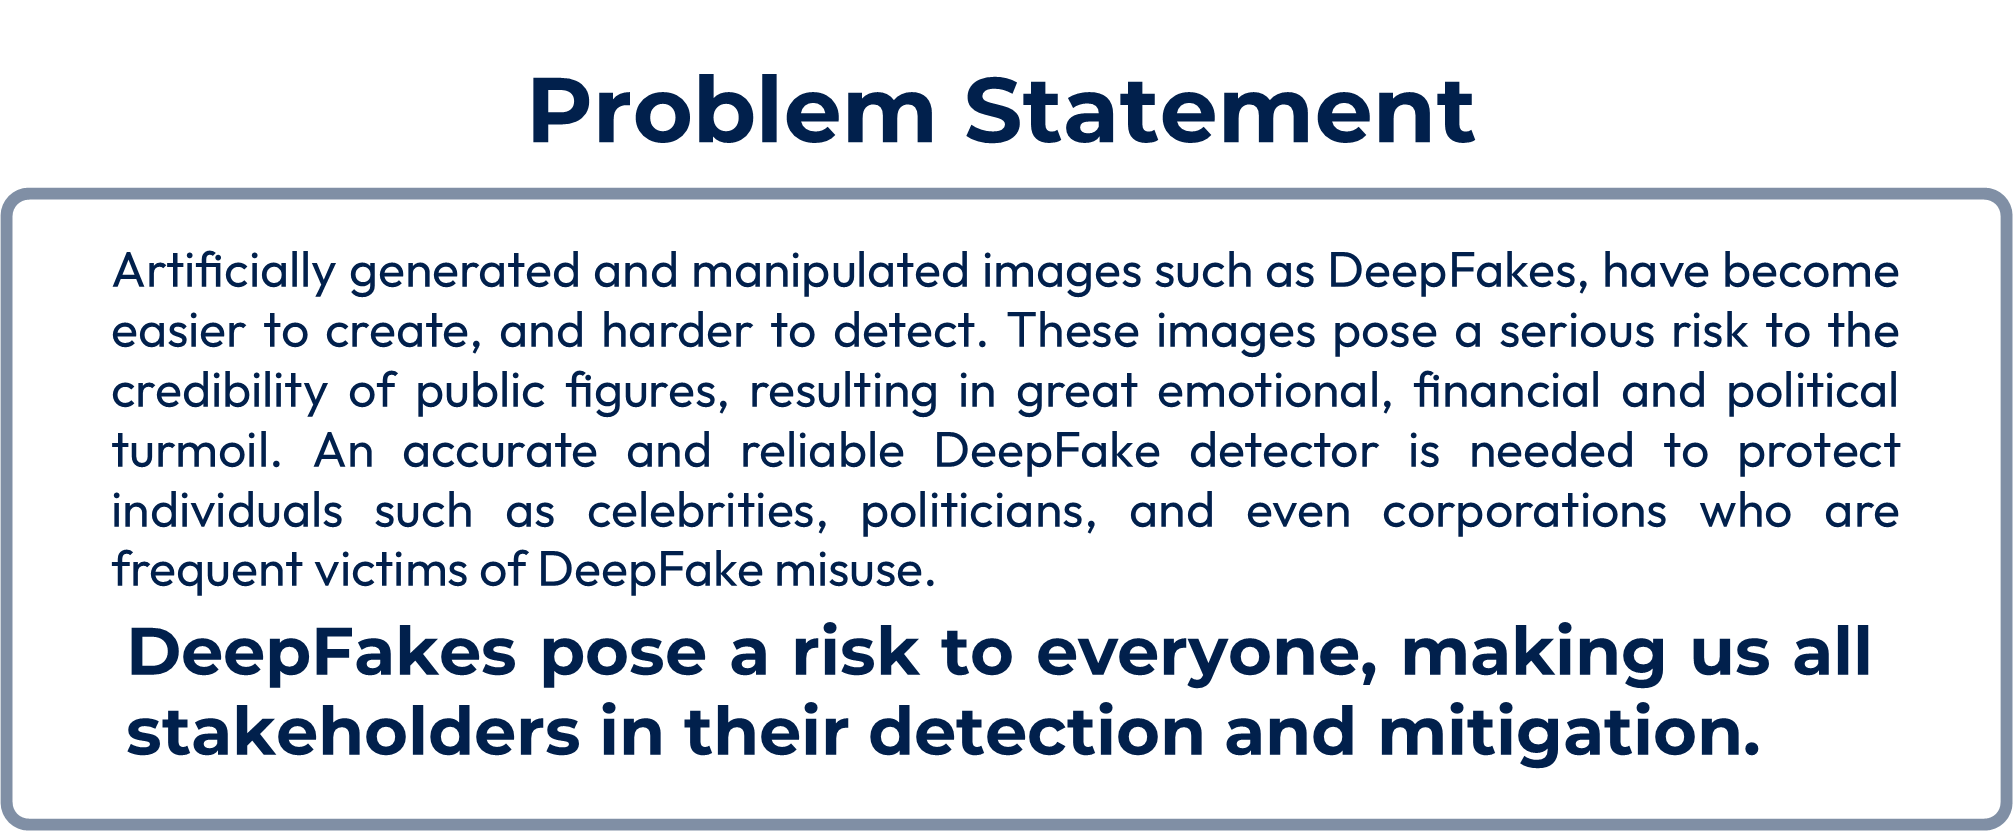 Problem Statement
Artificially generated and manipulated images such as DeepFakes, have become
easier to create, and harder to detect. These images pose a serious risk to the
credibility of public figures, resulting in great emotional, financial and political
turmoil. An accurate and reliable DeepFake detector is needed to protect
individuals such as celebrities, politicians, and even corporations who are
frequent victims of DeepFake misuse.
DeepFakes pose a risk to everyone, making us all
stakeholders in their detection and mitigation.